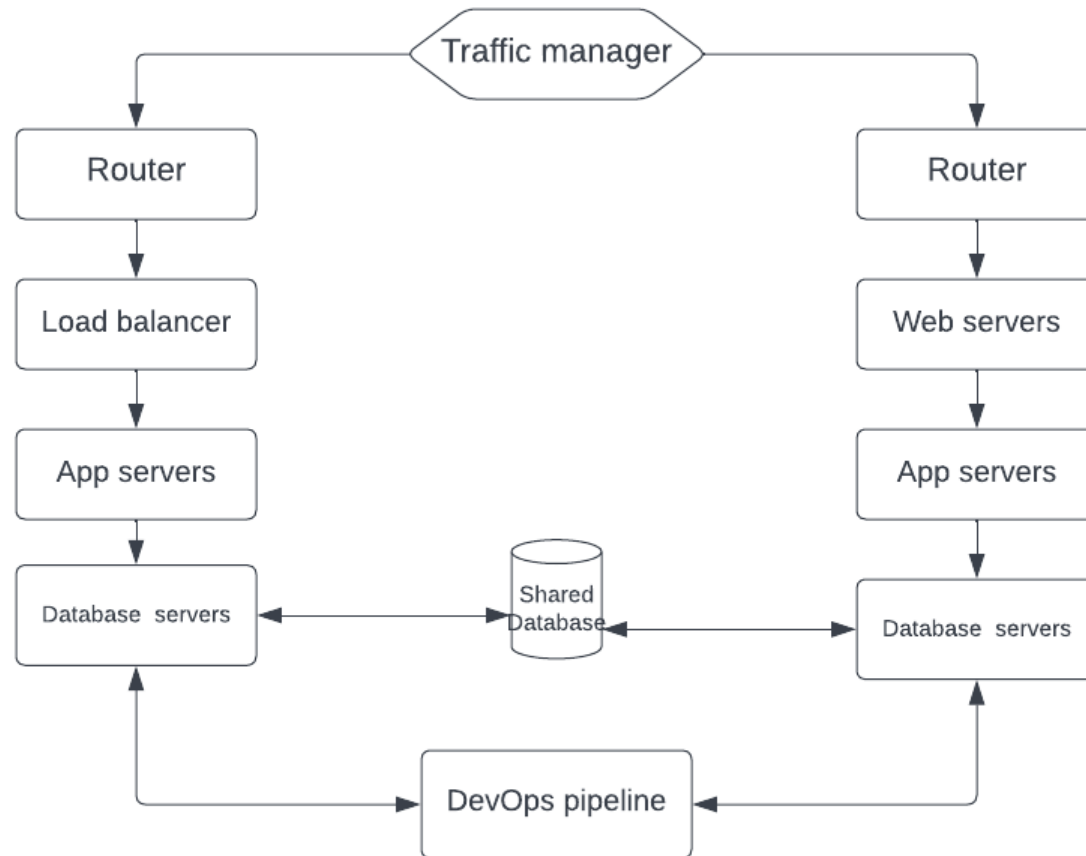 Traffic manager
Router
Router
Load balancer
Web servers
App servers
App servers
Shared
Database
Database servers
Database servers
DevOps pipeline